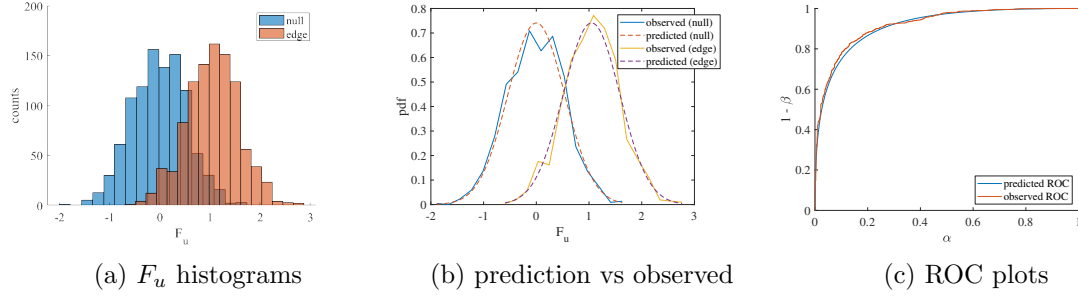 200
150
100
50
0
counts
-2
-1
0
1
2
3
F_u
null
edge
(a) F_u histograms
0.8
0.7
0.6
0.5
0.4
0.3
0.2
0.1
0
pdf
-2
-1
0
1
2
3
F_u
observed (null)
predicted (null)
observed (edge)
predicted (edge)
(b) prediction vs observed
1
0.8
0.6
0.4
0.2
0
1 - β
0
0.2
0.4
0.6
0.8
1
α
predicted ROC
observed ROC
(c) ROC plots